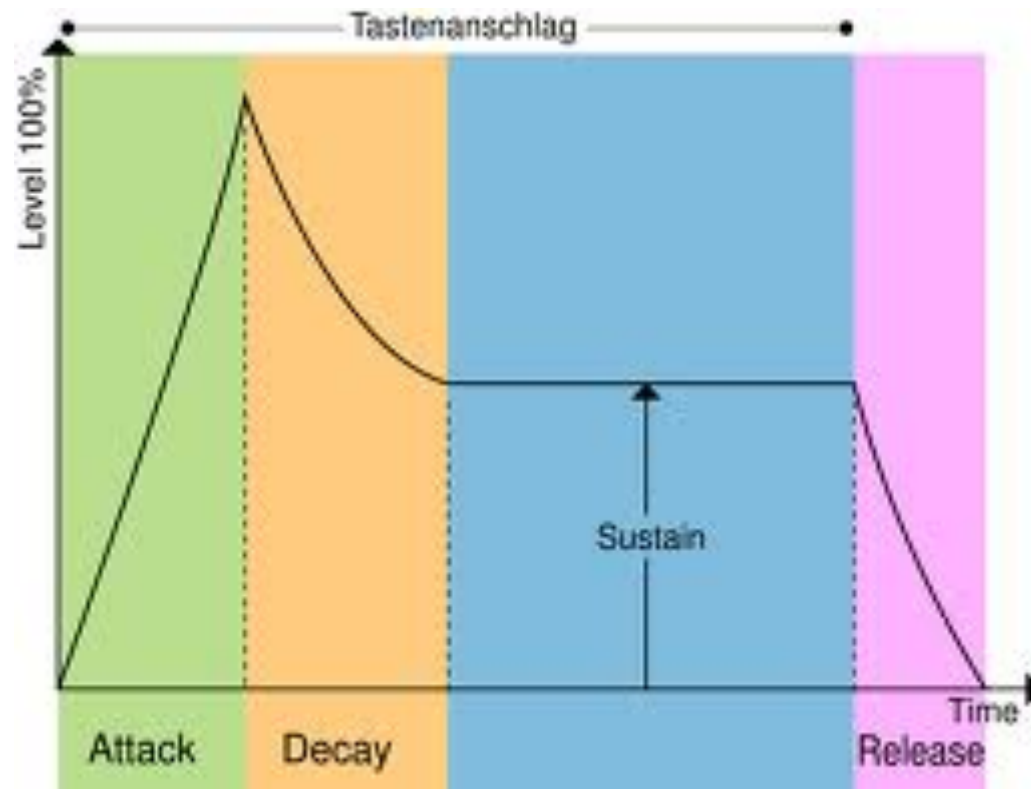 Tastenanschlag
Level 100%
Sustain
Time
Attack
Decay
Release